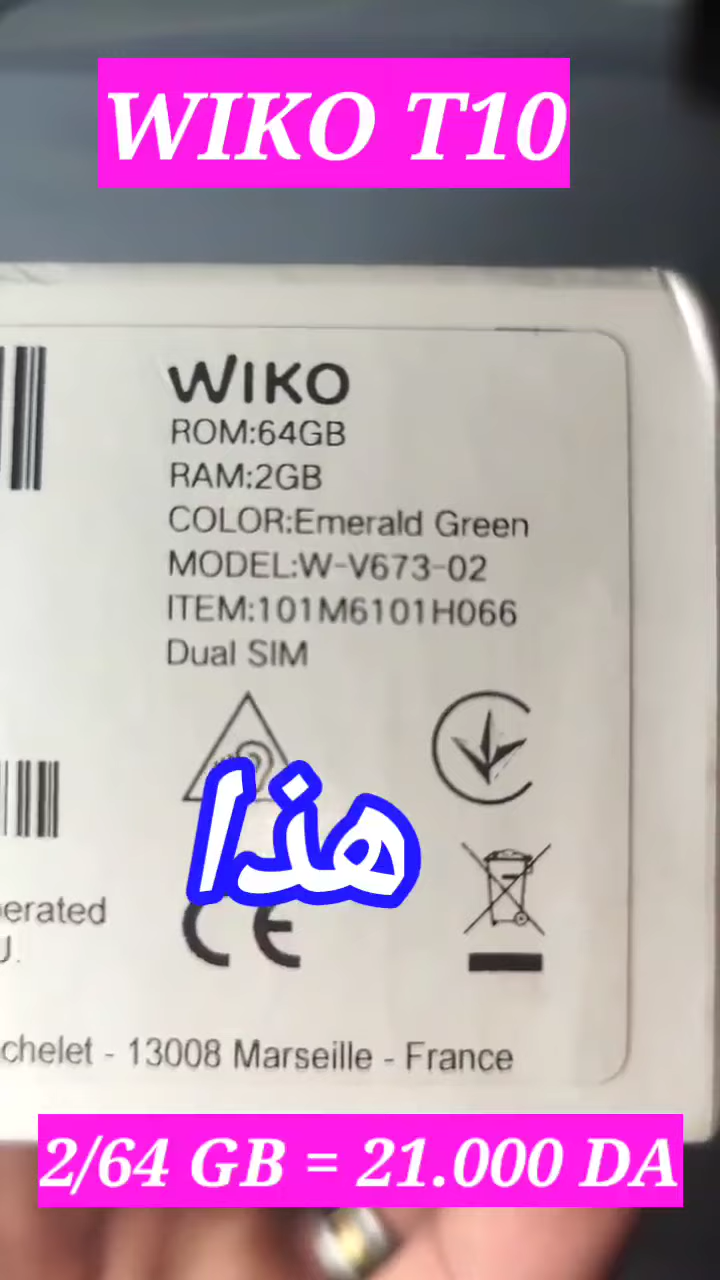 WIKO T10
WIKO
ROM:64GB
RAM:2GB
COLOR:Emerald Green
MODEL:W-V673-02
ITEM:101M6101H066
Dual SIM
هذا
CE
13008 Marseille - France
2/64 GB = 21.000 DA